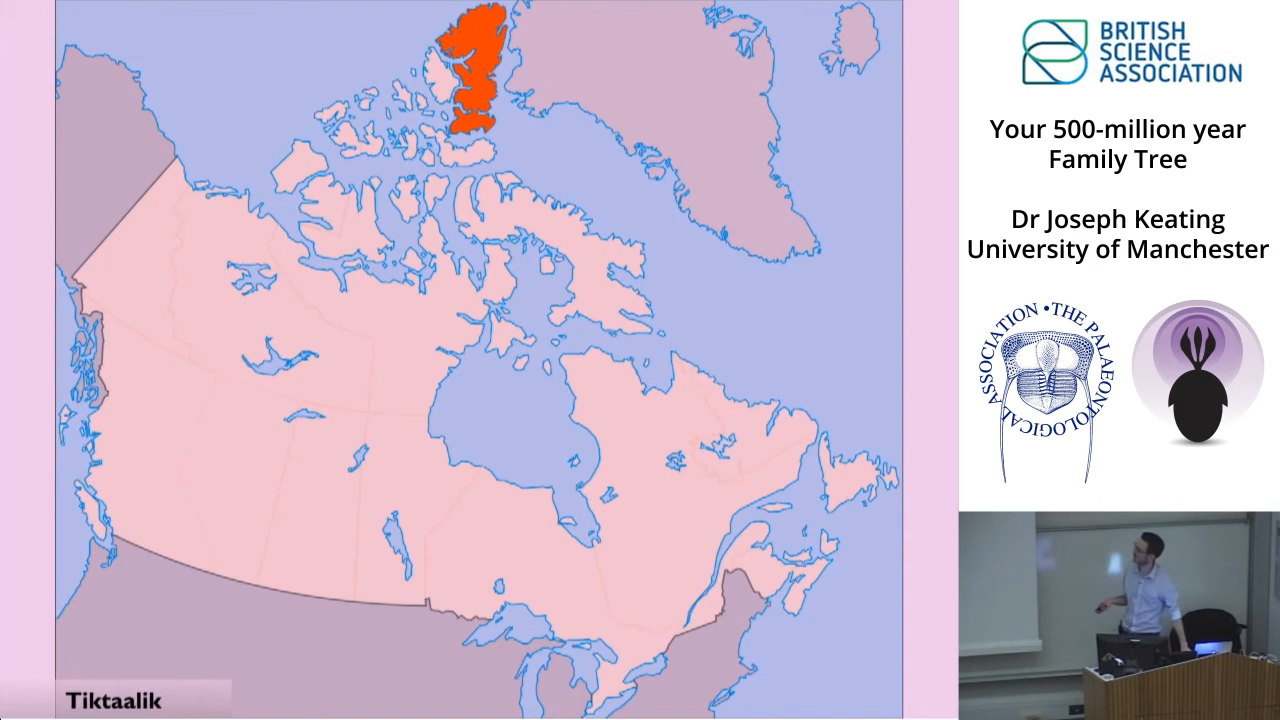 Tiktaalik
BRITISH
SCIENCE
ASSOCIATION
Your 500-million year
Family Tree
Dr Joseph Keating
University of Manchester
THE PALAEONTOLOGICAL ASSOCIATION •